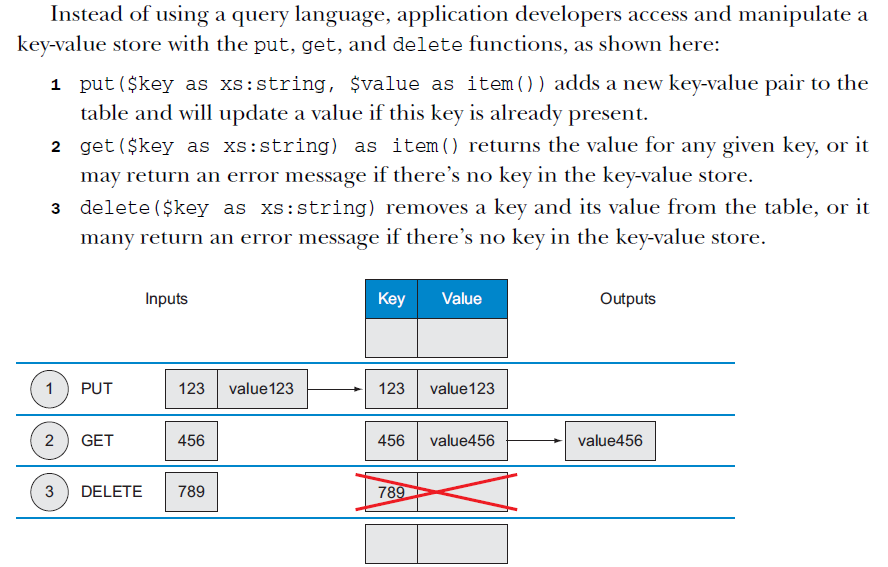 Instead of using a query language, application developers access and manipulate a
key-value store with the put, get, and delete functions, as shown here:
1 put($key as xs:string, $value as item()) adds a new key-value pair to the
table and will update a value if this key is already present.
2 get($key as xs:string) as item() returns the value for any given key, or it
may return an error message if there's no key in the key-value store.
3 delete($key as xs:string) removes a key and its value from the table, or it
many return an error message if there's no key in the key-value store.
Inputs Key Value Outputs
1 PUT 123 value123 123 value123
2 GET 456 456 value456 value456
3 DELETE 789 789